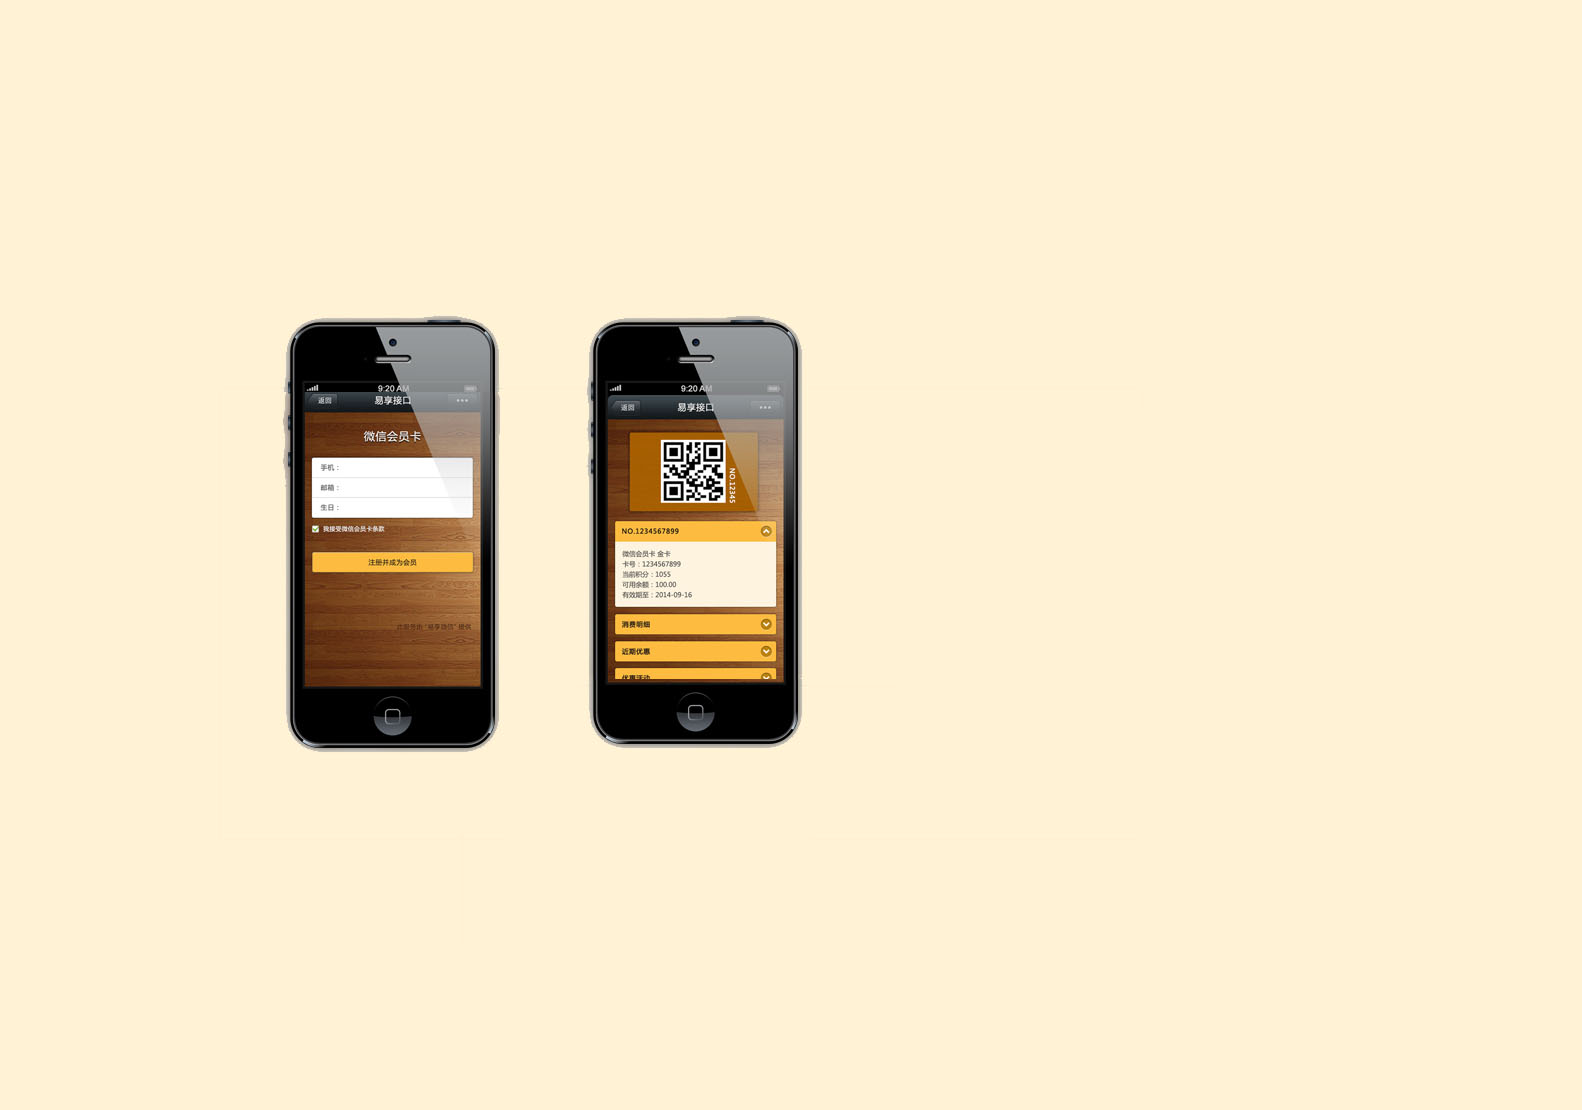 9:20 AM
返回
易享接口
微信会员卡
手机：
邮箱：
生日：
我接受微信会员卡条款
注册并成为会员
此服务由“易享微信”提供
9:20 AM
返回
易享接口
NO.12345
NO.1234567899
微信会员卡 金卡
卡号：1234567899
当前积分：1055
可用余额：100.00
有效期至：2014-09-16
消费明细
近期优惠
优惠活动